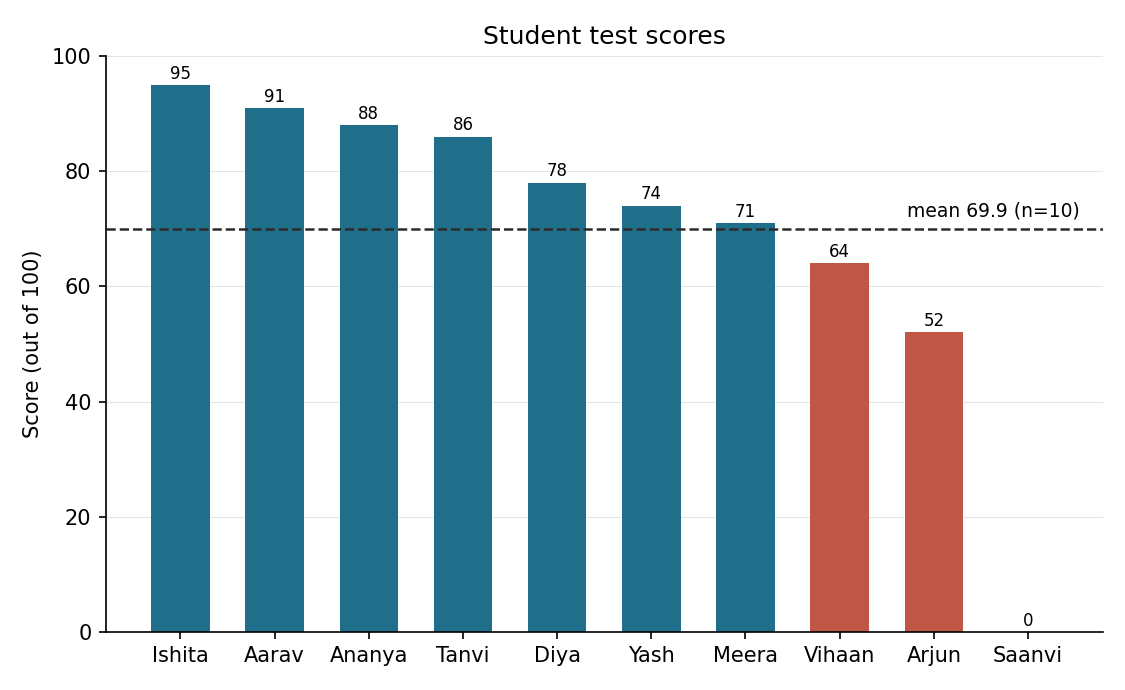 Student test scores
Score (out of 100)
100
80
60
40
20
0
95
91
88
86
78
74
71
64
52
0
mean 69.9 (n=10)
Ishita
Aarav
Ananya
Tanvi
Diya
Yash
Meera
Vihaan
Arjun
Saanvi